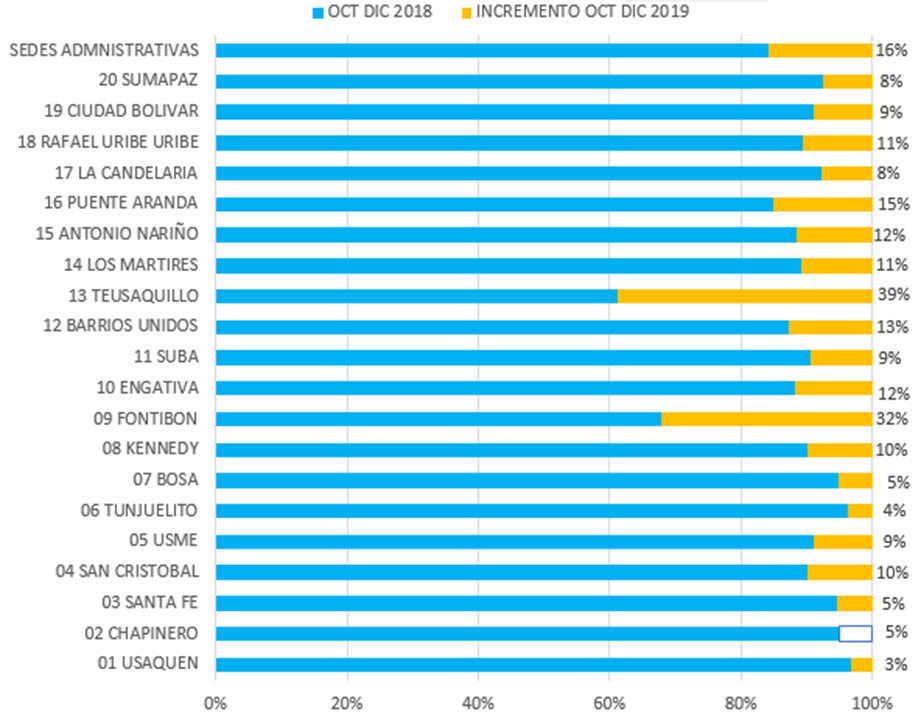 OCT DIC 2018 INCREMENTO OCT DIC 2019
SEDES ADMNISTRATIVAS 16%
20 SUMAPAZ 8%
19 CIUDAD BOLIVAR 9%
18 RAFAEL URIBE URIBE 11%
17 LA CANDELARIA 8%
16 PUENTE ARANDA 15%
15 ANTONIO NARIÑO 12%
14 LOS MARTIRES 11%
13 TEUSAQUILLO 39%
12 BARRIOS UNIDOS 13%
11 SUBA 9%
10 ENGATIVA 12%
09 FONTIBON 32%
08 KENNEDY 10%
07 BOSA 5%
06 TUNJUELITO 4%
05 USME 9%
04 SAN CRISTOBAL 10%
03 SANTA FE 5%
02 CHAPINERO 5%
01 USAQUEN 3%
0% 20% 40% 60% 80% 100%